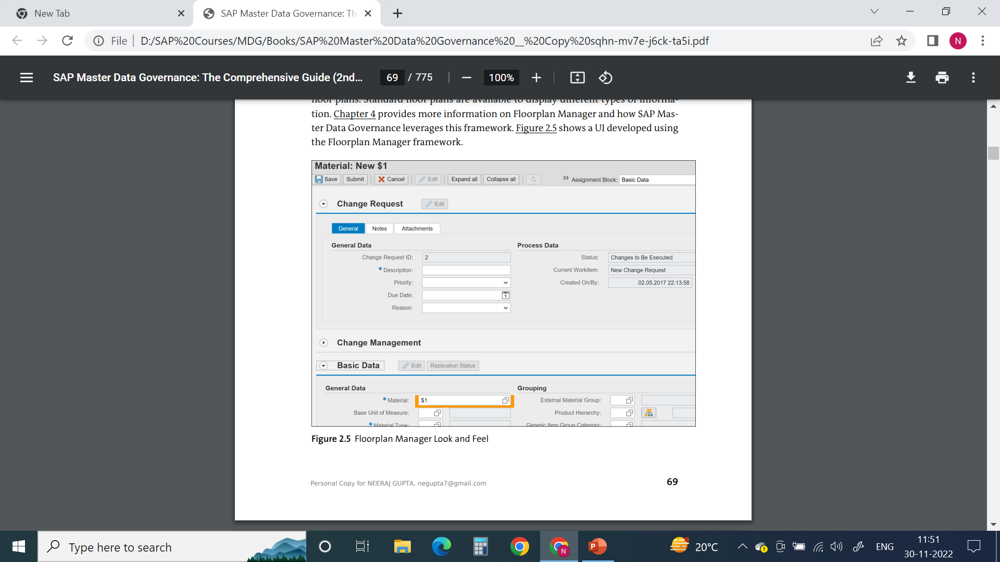 New Tab
SAP Master Data Governance: Th
File
D:/SAP%20Courses/MDG/Books/SAP%20Master%20Data%20Governance%20__%20Copy%20sqhn-mv7e-j6ck-ta5i.pdf
N
SAP Master Data Governance: The Comprehensive Guide (2nd...
69 / 775
100%
floor plans. Standard floor plans are available to display different types of informa-
tion. Chapter 4 provides more information on Floorplan Manager and how SAP Mas-
ter Data Governance leverages this framework. Figure 2.5 shows a UI developed using
the Floorplan Manager framework.
Material: New $1
Save Submit Cancel Edit Expand all Collapse all Assignment Block: Basic Data
Change Request Edit
General Notes Attachments
General Data Process Data
Change Request ID: 2 Status: Changes to Be Executed
* Description: Current Workitem: New Change Request
Priority: Created On/By: 02.05.2017 22:13:58
Due Date: 1
Reason:
Change Management
Basic Data Edit Replication Status
General Data Grouping
* Material: $1 External Material Group:
Base Unit of Measure: Product Hierarchy:
* Material Type: Generic Item Group Category:
Figure 2.5 Floorplan Manager Look and Feel
Personal Copy for NEERAJ GUPTA, negupta7@gmail.com
69
Type here to search
N
P
20°C
ENG
11:51
30-11-2022